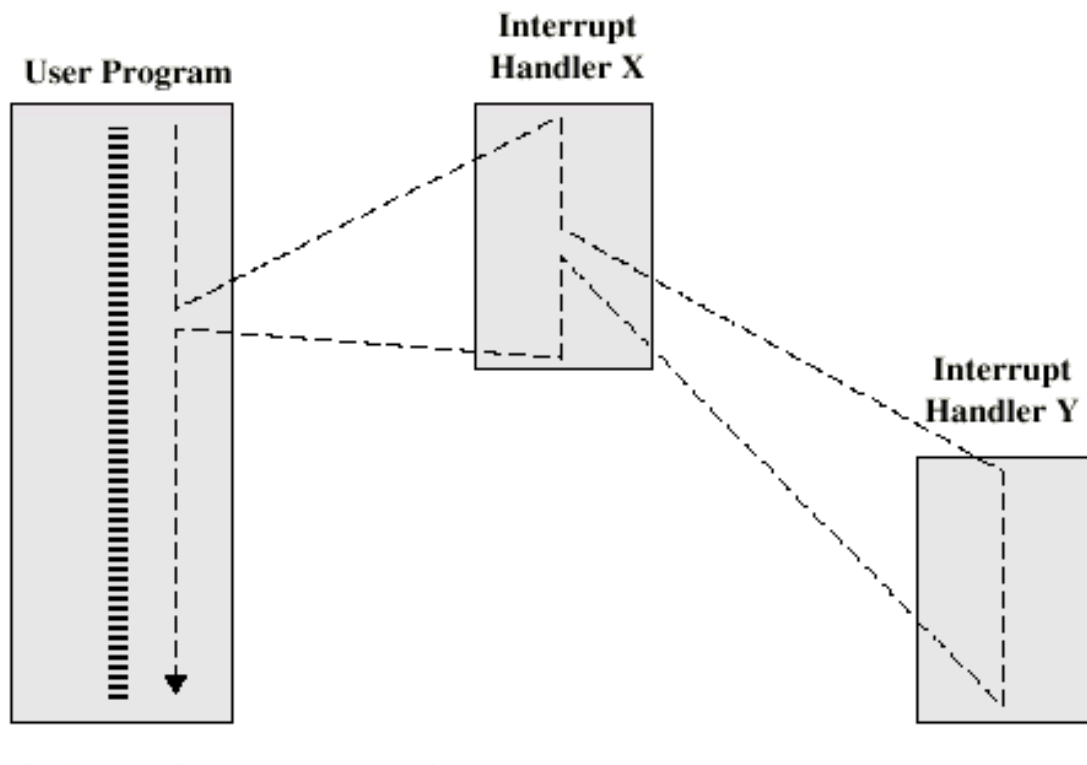 User Program
Interrupt
Handler X
Interrupt
Handler Y